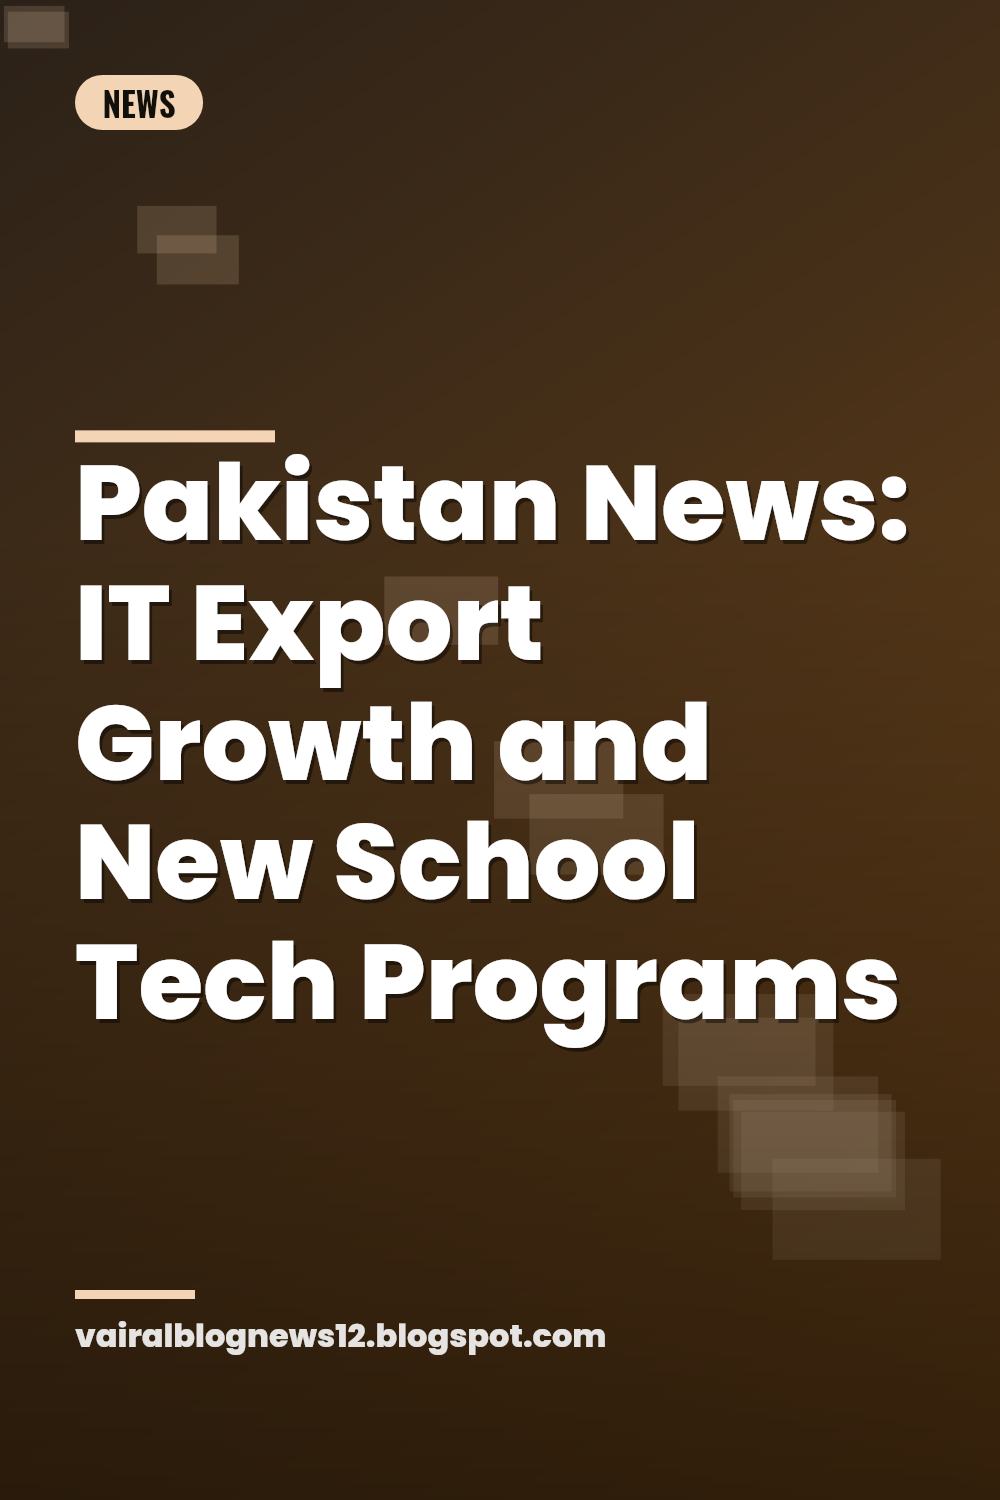 NEWS
Pakistan News:
IT Export
Growth and
New School
Tech Programs
vairalblognews12.blogspot.com